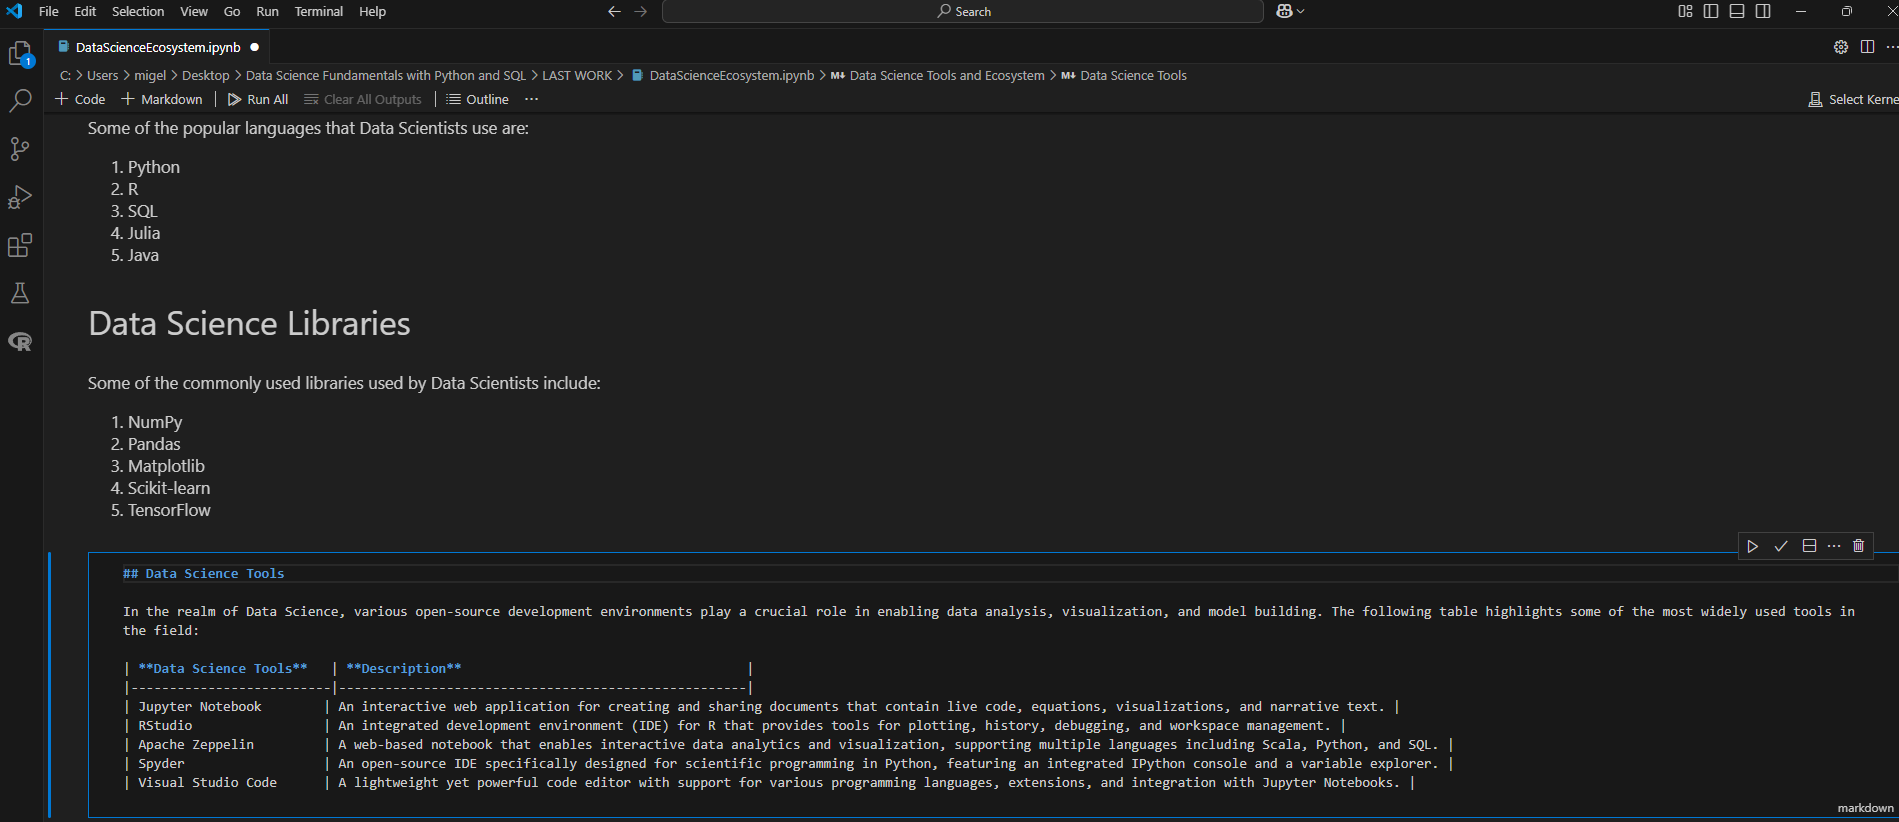 File Edit Selection View Go Run Terminal Help
Search
DataScienceEcosystem.ipynb
1
C: > Users > migel > Desktop > Data Science Fundamentals with Python and SQL > LAST WORK > DataScienceEcosystem.ipynb > M↓ Data Science Tools and Ecosystem > M↓ Data Science Tools
+ Code + Markdown | Run All Clear All Outputs | Outline ...
Select Kerne
Some of the popular languages that Data Scientists use are:
1. Python
2. R
3. SQL
4. Julia
5. Java
Data Science Libraries
Some of the commonly used libraries used by Data Scientists include:
1. NumPy
2. Pandas
3. Matplotlib
4. Scikit-learn
5. TensorFlow
## Data Science Tools
In the realm of Data Science, various open-source development environments play a crucial role in enabling data analysis, visualization, and model building. The following table highlights some of the most widely used tools in
the field:
| **Data Science Tools** | **Description** |
|--------------------------|-----------------------------------------------------|
| Jupyter Notebook | An interactive web application for creating and sharing documents that contain live code, equations, visualizations, and narrative text. |
| RStudio | An integrated development environment (IDE) for R that provides tools for plotting, history, debugging, and workspace management. |
| Apache Zeppelin | A web-based notebook that enables interactive data analytics and visualization, supporting multiple languages including Scala, Python, and SQL. |
| Spyder | An open-source IDE specifically designed for scientific programming in Python, featuring an integrated IPython console and a variable explorer. |
| Visual Studio Code | A lightweight yet powerful code editor with support for various programming languages, extensions, and integration with Jupyter Notebooks. |
markdown